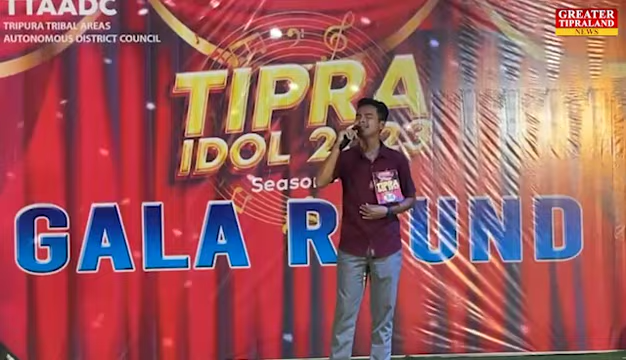 TTAADC
TRIPURA TRIBAL AREAS
AUTONOMOUS DISTRICT COUNCIL
GREATER
TIPRALAND
NEWS
TIPRA
IDOL 2023
Season
GALA ROUND